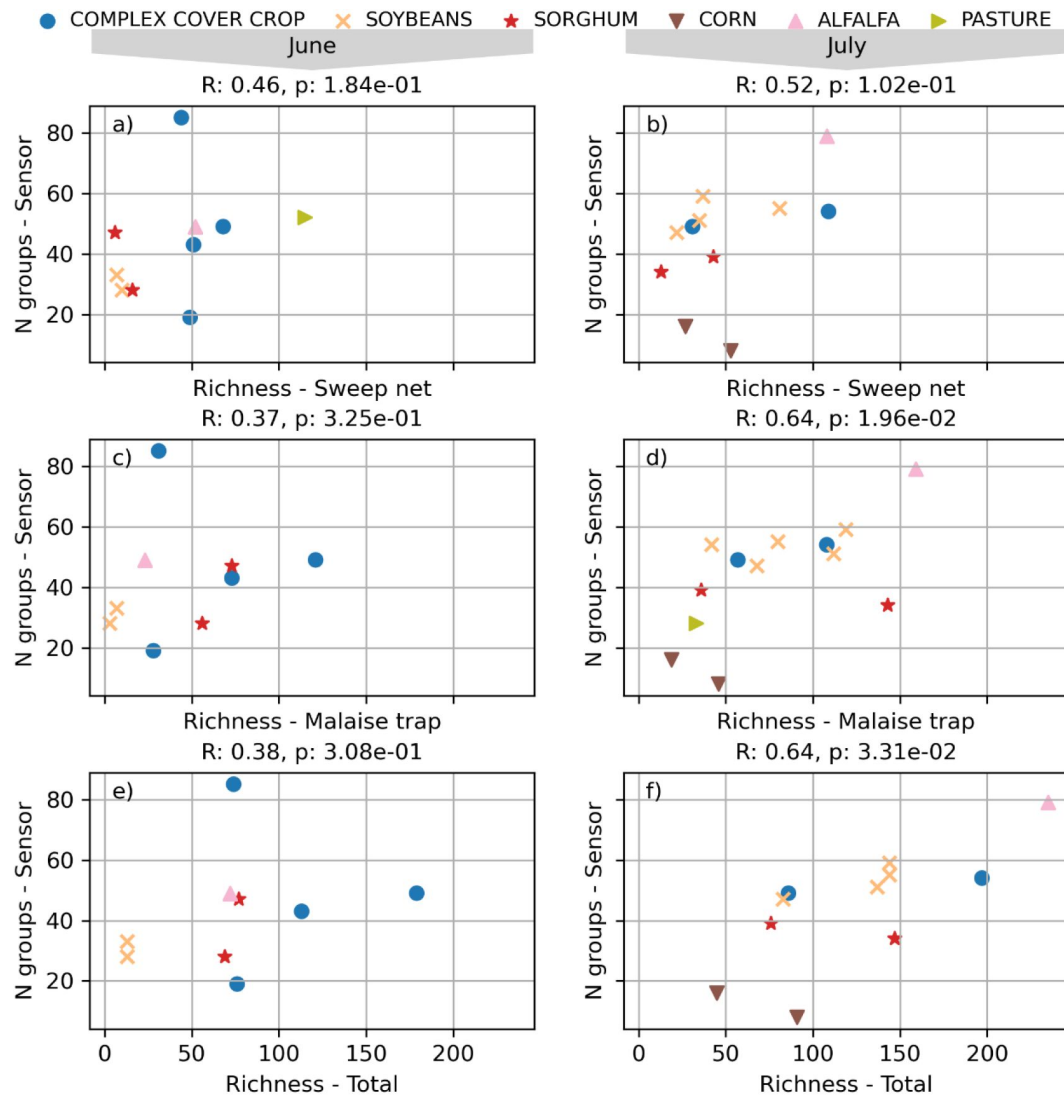 COMPLEX COVER CROP SOYBEANS SORGHUM CORN ALFALFA PASTURE
June July
R: 0.46, p: 1.84e-01 R: 0.52, p: 1.02e-01
a) b)
80
60
40
20
N groups - Sensor N groups - Sensor
Richness - Sweep net Richness - Sweep net
R: 0.37, p: 3.25e-01 R: 0.64, p: 1.96e-02
c) d)
80
60
40
20
N groups - Sensor N groups - Sensor
Richness - Malaise trap Richness - Malaise trap
R: 0.38, p: 3.08e-01 R: 0.64, p: 3.31e-02
e) f)
80
60
40
20
N groups - Sensor N groups - Sensor
0 50 100 150 200 0 50 100 150 200
Richness - Total Richness - Total